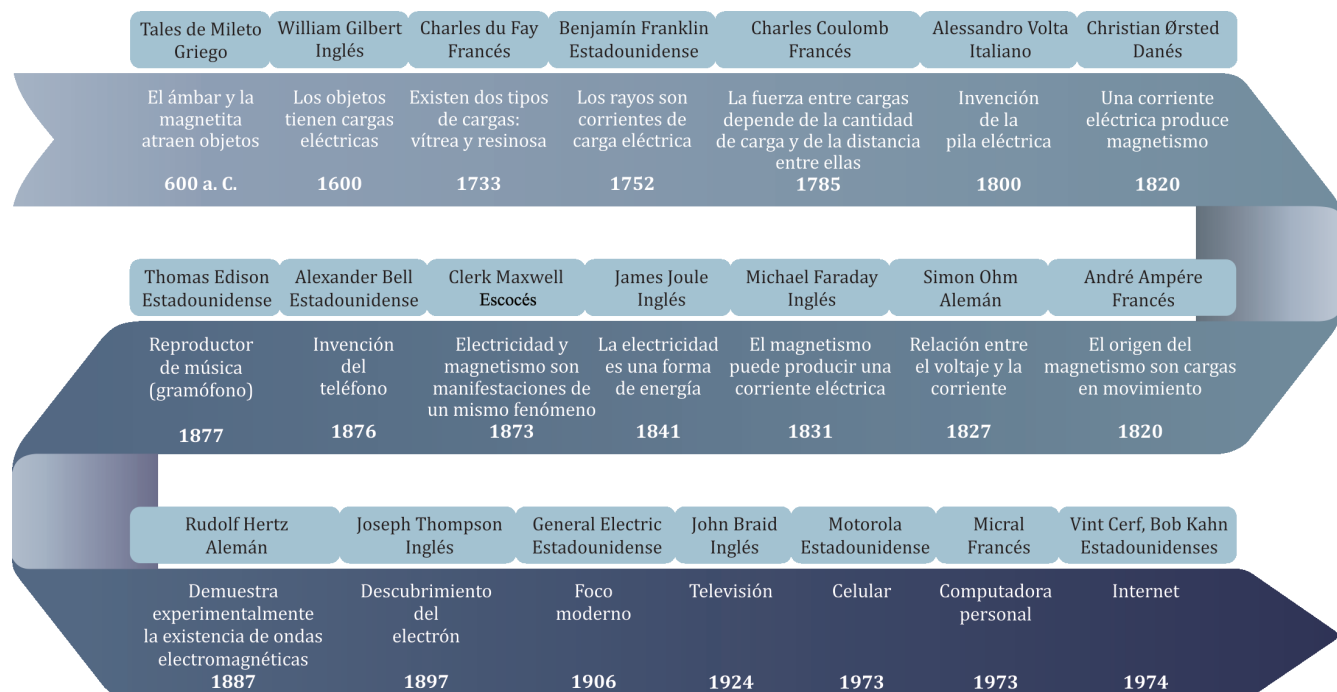 Tales de Mileto
Griego
El ámbar y la
magnetita
atraen objetos
600 a. C.
William Gilbert
Inglés
Los objetos
tienen cargas
eléctricas
1600
Charles du Fay
Francés
Existen dos tipos
de cargas:
vítrea y resinosa
1733
Benjamín Franklin
Estadounidense
Los rayos son
corrientes de
carga eléctrica
1752
Charles Coulomb
Francés
La fuerza entre cargas
depende de la cantidad
de carga y de la distancia
entre ellas
1785
Alessandro Volta
Italiano
Invención
de la
pila eléctrica
1800
Christian Ørsted
Danés
Una corriente
eléctrica produce
magnetismo
1820
André Ampére
Francés
El origen del
magnetismo son cargas
en movimiento
1820
Simon Ohm
Alemán
Relación entre
el voltaje y la
corriente
1827
Michael Faraday
Inglés
El magnetismo
puede producir una
corriente eléctrica
1831
James Joule
Inglés
La electricidad
es una forma
de energía
1841
Clerk Maxwell
Escocés
Electricidad y
magnetismo son
manifestaciones de
un mismo fenómeno
1873
Alexander Bell
Estadounidense
Invención
del
teléfono
1876
Thomas Edison
Estadounidense
Reproductor
de música
(gramófono)
1877
Rudolf Hertz
Alemán
Demuestra
experimentalmente
la existencia de ondas
electromagnéticas
1887
Joseph Thompson
Inglés
Descubrimiento
del
electrón
1897
General Electric
Estadounidense
Foco
moderno
1906
John Braid
Inglés
Televisión
1924
Motorola
Estadounidense
Celular
1973
Micral
Francés
Computadora
personal
1973
Vint Cerf, Bob Kahn
Estadounidenses
Internet
1974